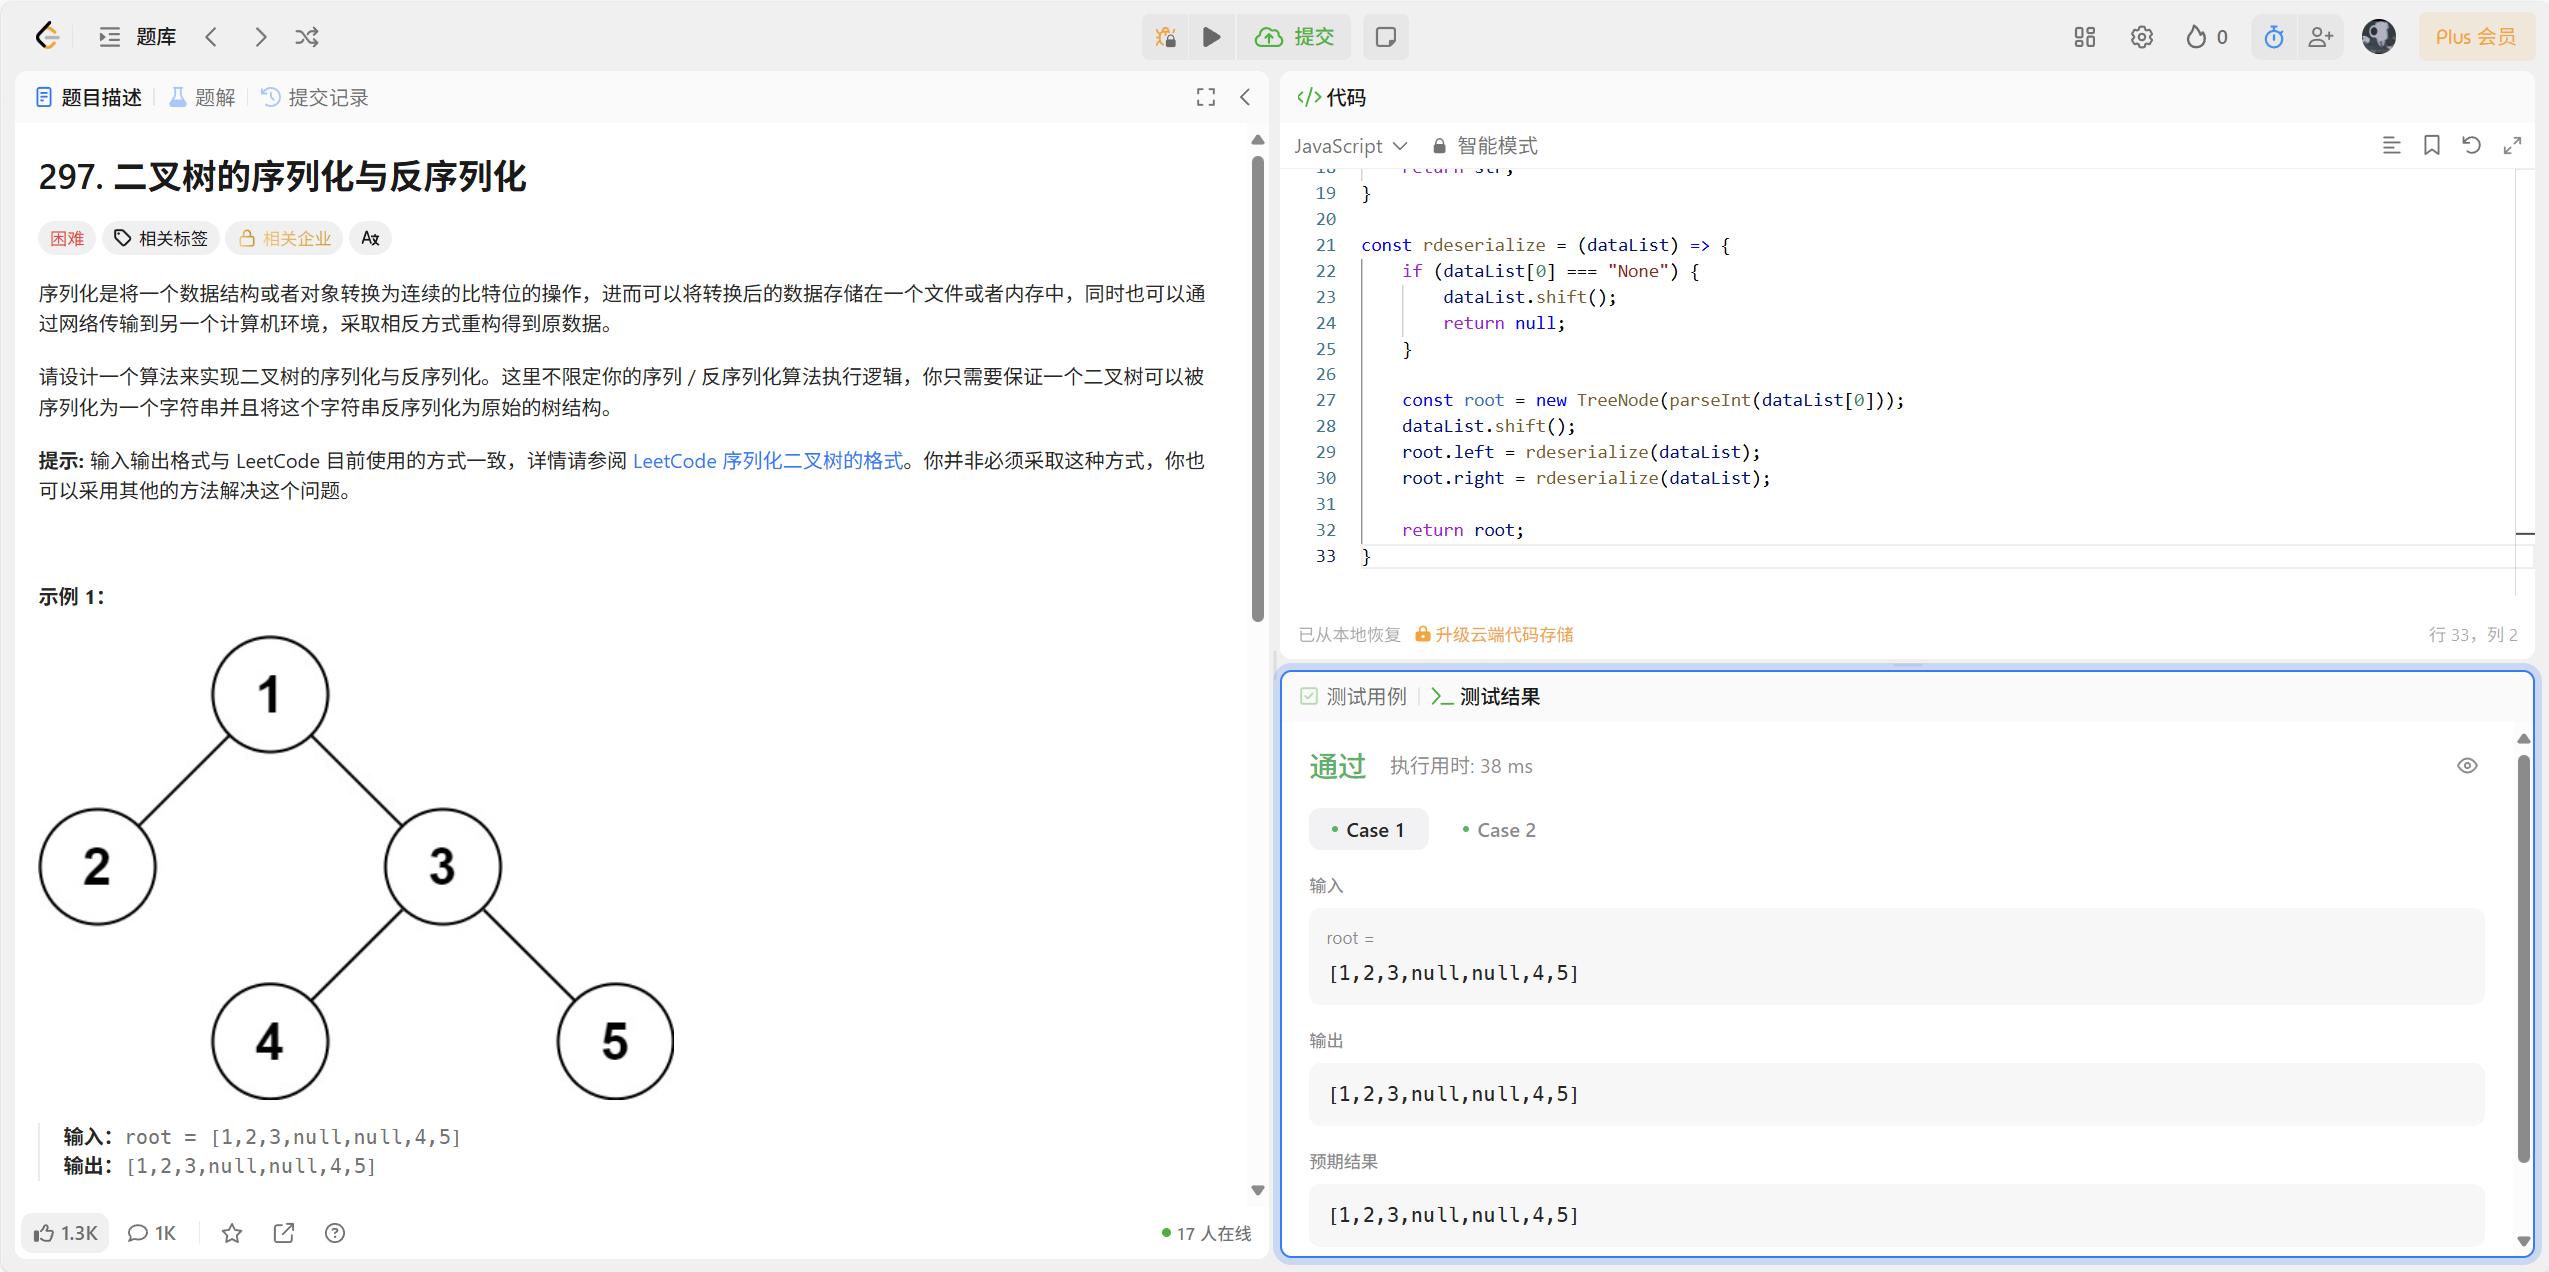 题库
提交
0
Plus 会员
题目描述
题解
提交记录
297. 二叉树的序列化与反序列化
困难
相关标签
相关企业
序列化是将一个数据结构或者对象转换为连续的比特位的操作，进而可以将转换后的数据存储在一个文件或者内存中，同时也可以通
过网络传输到另一个计算机环境，采取相反方式重构得到原数据。
请设计一个算法来实现二叉树的序列化与反序列化。这里不限定你的序列 / 反序列化算法执行逻辑，你只需要保证一个二叉树可以被
序列化为一个字符串并且将这个字符串反序列化为原始的树结构。
提示: 输入输出格式与 LeetCode 目前使用的方式一致，详情请参阅 LeetCode 序列化二叉树的格式。你并非必须采取这种方式，你也
可以采用其他的方法解决这个问题。
示例 1：
1
2
3
4
5
输入：root = [1,2,3,null,null,4,5]
输出：[1,2,3,null,null,4,5]
1.3K
1K
17 人在线
代码
JavaScript
智能模式
18 return str;
19 }
20
21 const rdeserialize = (dataList) => {
22 if (dataList[0] === "None") {
23 dataList.shift();
24 return null;
25 }
26
27 const root = new TreeNode(parseInt(dataList[0]));
28 dataList.shift();
29 root.left = rdeserialize(dataList);
30 root.right = rdeserialize(dataList);
31
32 return root;
33 }
已从本地恢复
升级云端代码存储
行 33，列 2
测试用例
测试结果
通过
执行用时: 38 ms
Case 1
Case 2
输入
root =
[1,2,3,null,null,4,5]
输出
[1,2,3,null,null,4,5]
预期结果
[1,2,3,null,null,4,5]